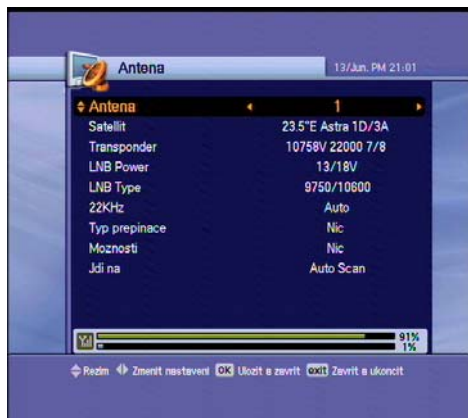 Antena 13/Jun. PM 21:01
Antena 1
Satellit 23.5°E Astra 1D/3A
Transponder 10758V 22000 7/8
LNB Power 13/18V
LNB Type 9750/10600
22KHz Auto
Typ prepinace Nic
Moznosti Nic
Jdi na Auto Scan
91%
1%
Rezim Zmenit nastaveni OK Ulozit a zavrit exit Zavrit a ukoncit